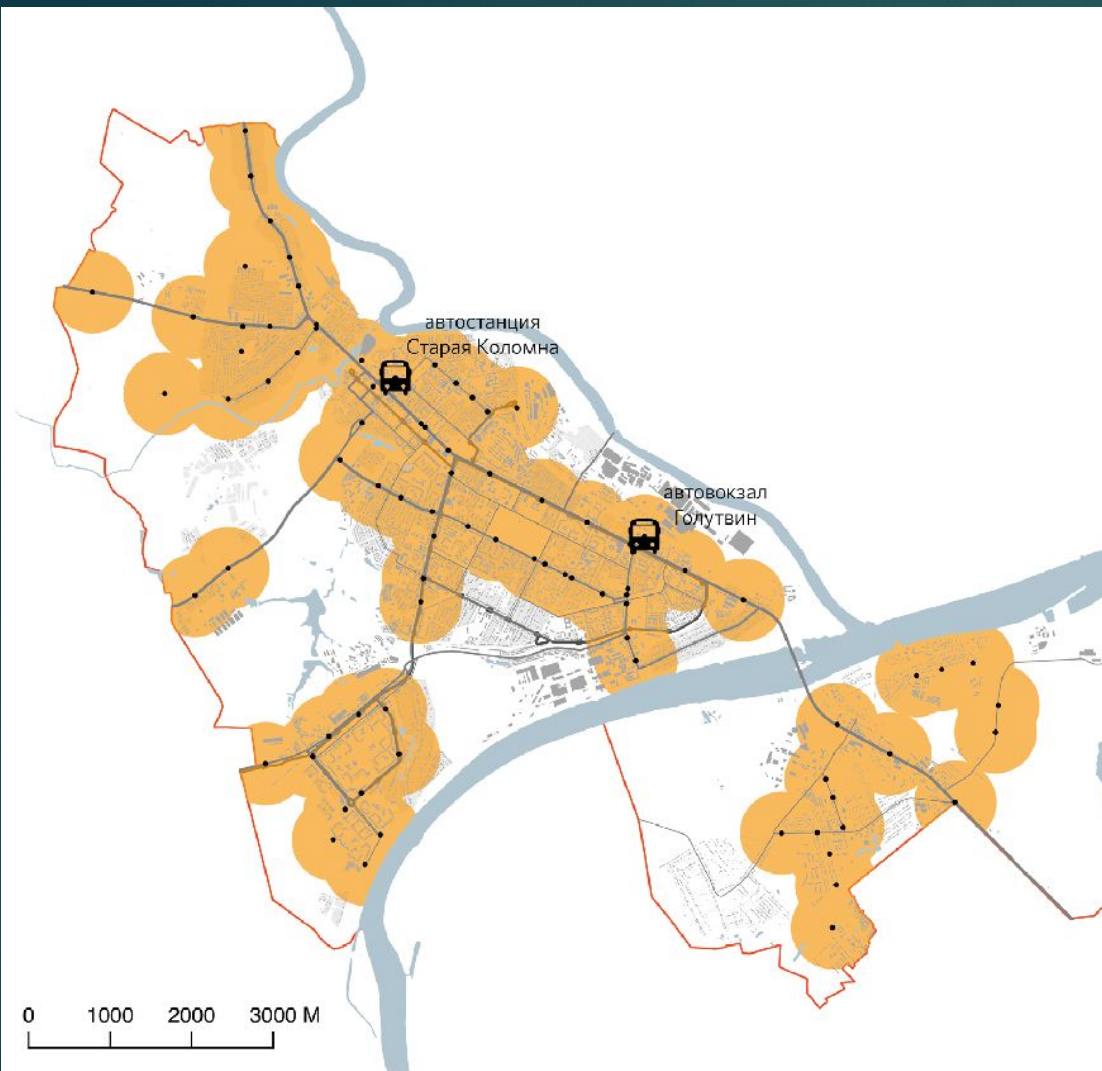 автостанция
Старая Коломна
автовокзал
Голутвин
0 1000 2000 3000 М